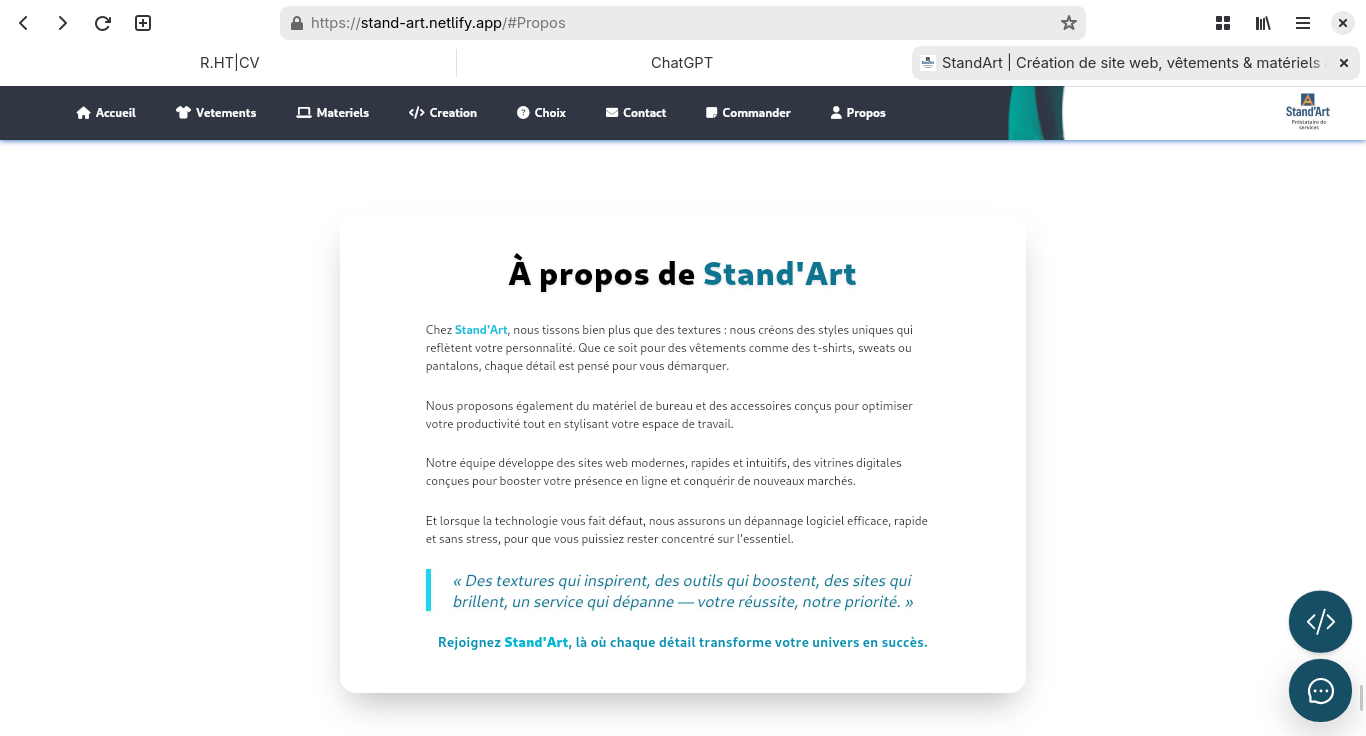 https://stand-art.netlify.app/#Propos
R.HT|CV
ChatGPT
StandArt | Création de site web, vêtements & matériels
Accueil
Vetements
Materiels
Creation
Choix
Contact
Commander
Propos
Stand'Art
Préstataire de
services
À propos de Stand'Art
Chez Stand'Art, nous tissons bien plus que des textures : nous créons des styles uniques qui
reflètent votre personnalité. Que ce soit pour des vêtements comme des t-shirts, sweats ou
pantalons, chaque détail est pensé pour vous démarquer.
Nous proposons également du matériel de bureau et des accessoires conçus pour optimiser
votre productivité tout en stylisant votre espace de travail.
Notre équipe développe des sites web modernes, rapides et intuitifs, des vitrines digitales
conçues pour booster votre présence en ligne et conquérir de nouveaux marchés.
Et lorsque la technologie vous fait défaut, nous assurons un dépannage logiciel efficace, rapide
et sans stress, pour que vous puissiez rester concentré sur l’essentiel.
« Des textures qui inspirent, des outils qui boostent, des sites qui
brillent, un service qui dépanne — votre réussite, notre priorité. »
Rejoignez Stand'Art, là où chaque détail transforme votre univers en succès.